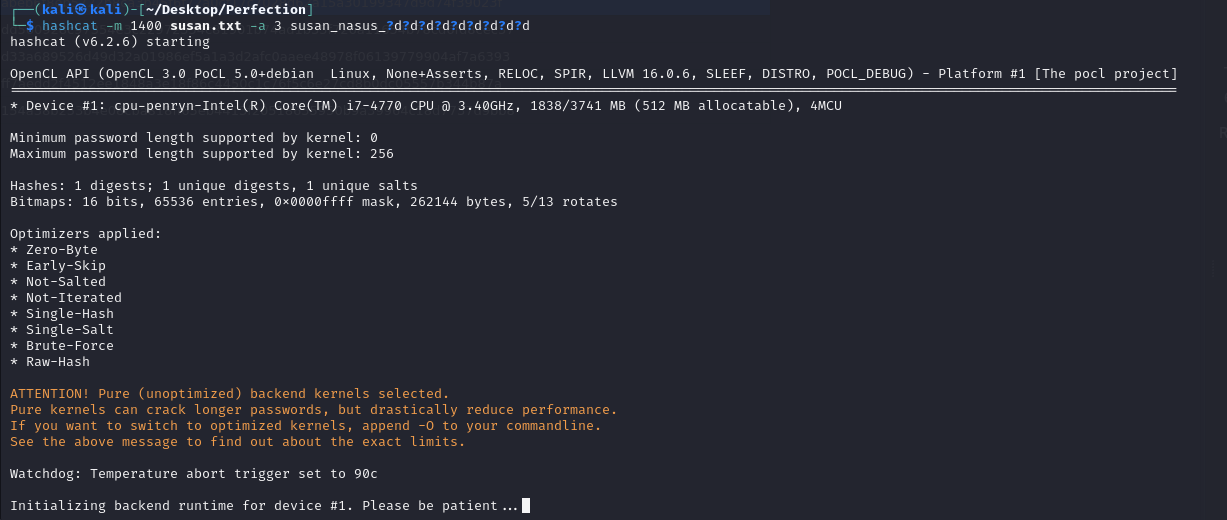 ┌──(kali㉿kali)-[~/Desktop/Perfection]
└─$ hashcat -m 1400 susan.txt -a 3 susan_nasus_?d?d?d?d?d?d?d?d?d
hashcat (v6.2.6) starting
OpenCL API (OpenCL 3.0 PoCL 5.0+debian  Linux, None+Asserts, RELOC, SPIR, LLVM 16.0.6, SLEEF, DISTRO, POCL_DEBUG) - Platform #1 [The pocl project]
* Device #1: cpu-penryn-Intel(R) Core(TM) i7-4770 CPU @ 3.40GHz, 1838/3741 MB (512 MB allocatable), 4MCU
Minimum password length supported by kernel: 0
Maximum password length supported by kernel: 256
Hashes: 1 digests; 1 unique digests, 1 unique salts
Bitmaps: 16 bits, 65536 entries, 0×0000ffff mask, 262144 bytes, 5/13 rotates
Optimizers applied:
* Zero-Byte
* Early-Skip
* Not-Salted
* Not-Iterated
* Single-Hash
* Single-Salt
* Brute-Force
* Raw-Hash
ATTENTION! Pure (unoptimized) backend kernels selected.
Pure kernels can crack longer passwords, but drastically reduce performance.
If you want to switch to optimized kernels, append -O to your commandline.
See the above message to find out about the exact limits.
Watchdog: Temperature abort trigger set to 90c
Initializing backend runtime for device #1. Please be patient...